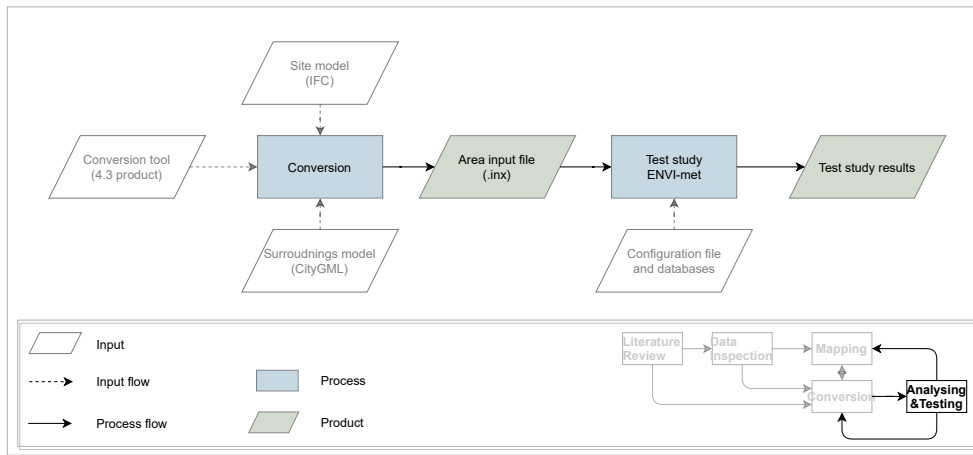 Site model
(IFC)
Conversion tool
(4.3 product)
Conversion
Area input file
(.inx)
Test study
ENVI-met
Test study results
Surroudnings model
(CityGML)
Configuration file
and databases
Input
Input flow
Process flow
Process
Product
Literature
Review
Data
Inspection
Mapping
Conversion
Analysing
&Testing